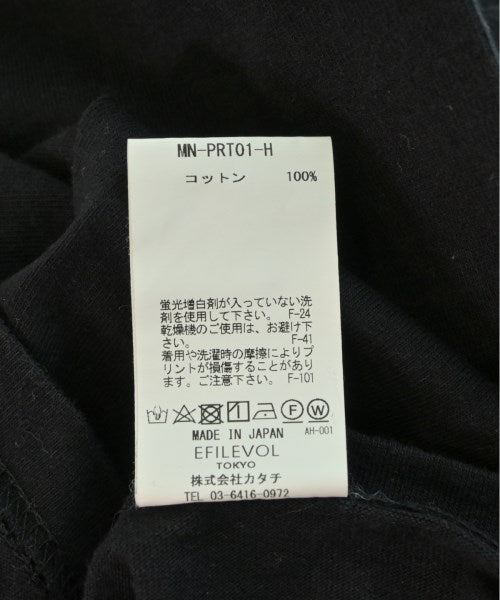 MN-PRT01-H
コットン 100%
蛍光増白剤が入っていない洗
剤を使用して下さい。 F-24
乾燥機のご使用は、お避け下
さい。 F-41
着用や洗濯時の摩擦によりプ
リントが損傷することがあり
ます。ご注意下さい。 F-101
F W
MADE IN JAPAN AH-001
EFILEVOL
TOKYO
株式会社カタチ
TEL 03-6416-0972